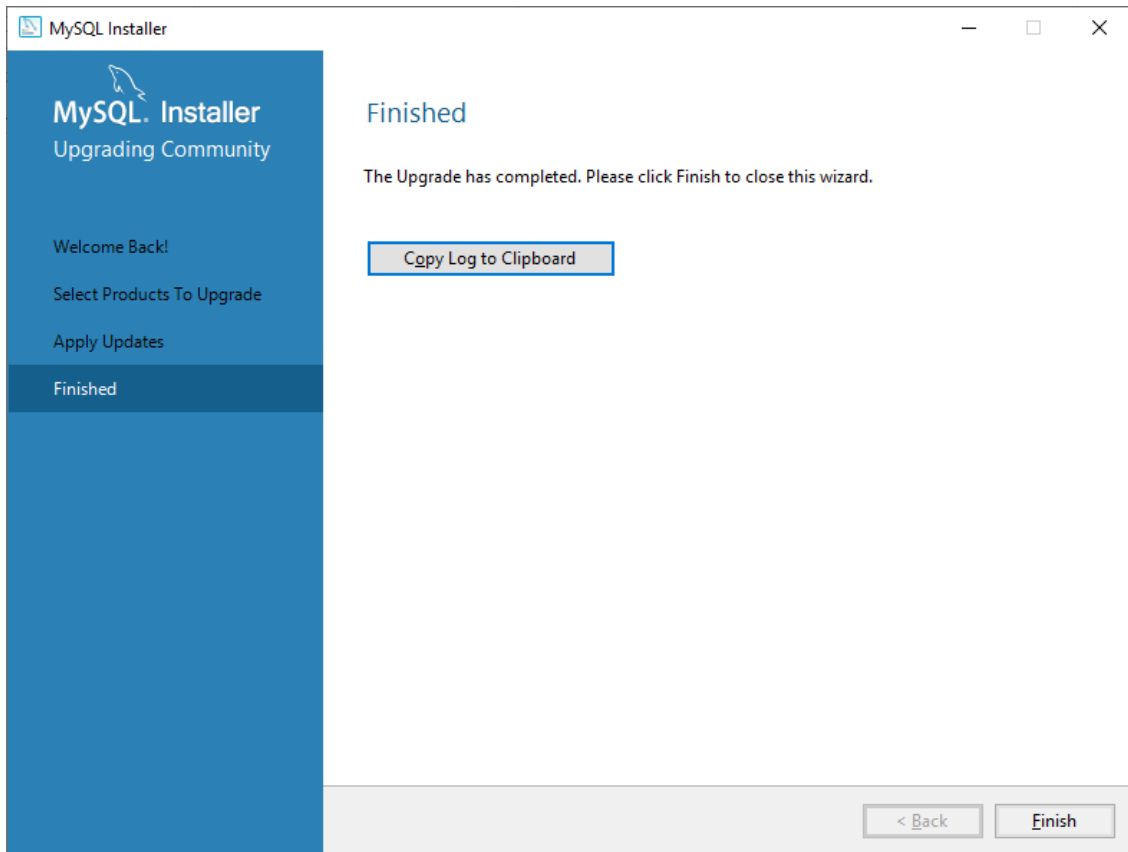 MySQL Installer
MySQL. Installer
Upgrading Community
Welcome Back!
Select Products To Upgrade
Apply Updates
Finished
Finished
The Upgrade has completed. Please click Finish to close this wizard.
Copy Log to Clipboard
< Back
Finish